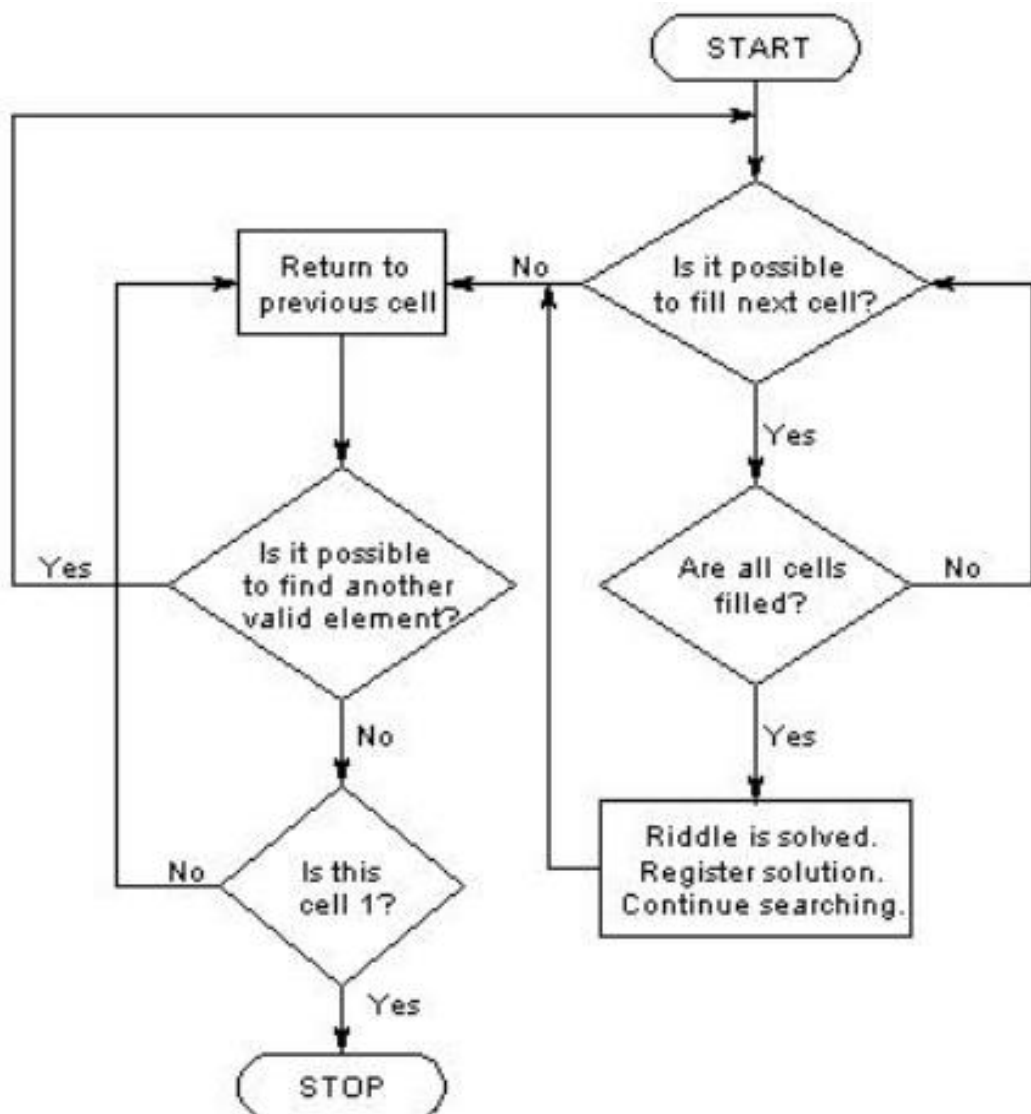 START
Is it possible
to fill next cell?
No
Return to
previous cell
Yes
Is it possible
to find another
valid element?
Yes
Are all cells
filled?
No
No
Yes
Is this
cell 1?
No
Riddle is solved.
Register solution.
Continue searching.
Yes
STOP